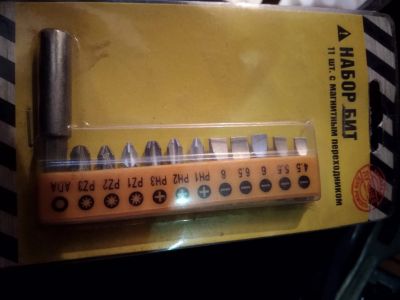 НАБОР БИТ
11 шт. с магнитным переходником
4.5 5.5 6 6.5 PH1 PH2 PH3 PZ1 PZ2 PZ3 ADA